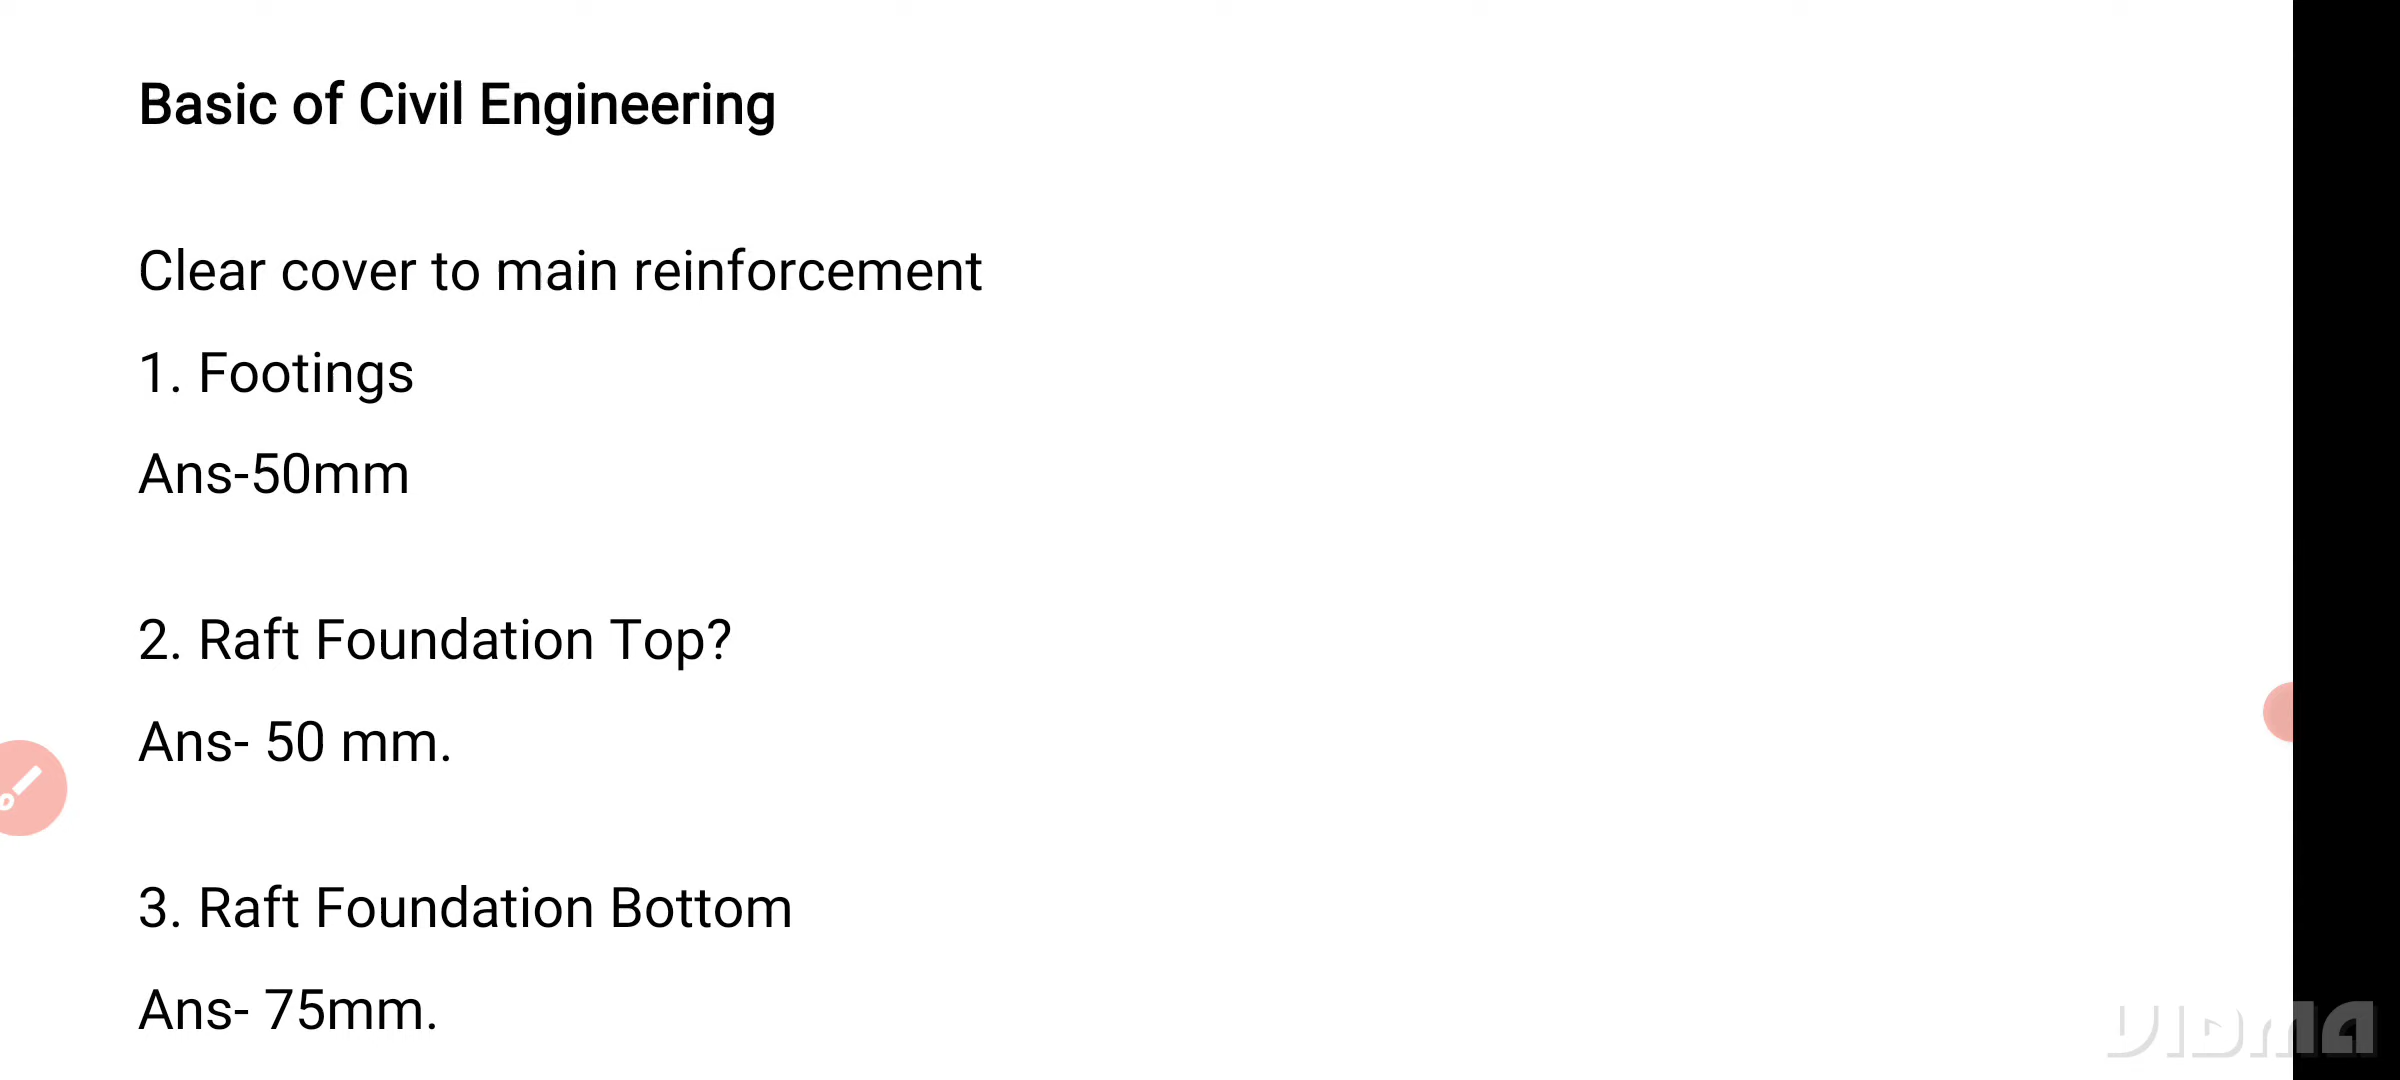 Basic of Civil Engineering
Clear cover to main reinforcement
1. Footings
Ans-50mm
2. Raft Foundation Top?
Ans- 50 mm.
3. Raft Foundation Bottom
Ans- 75mm.
VIDMA